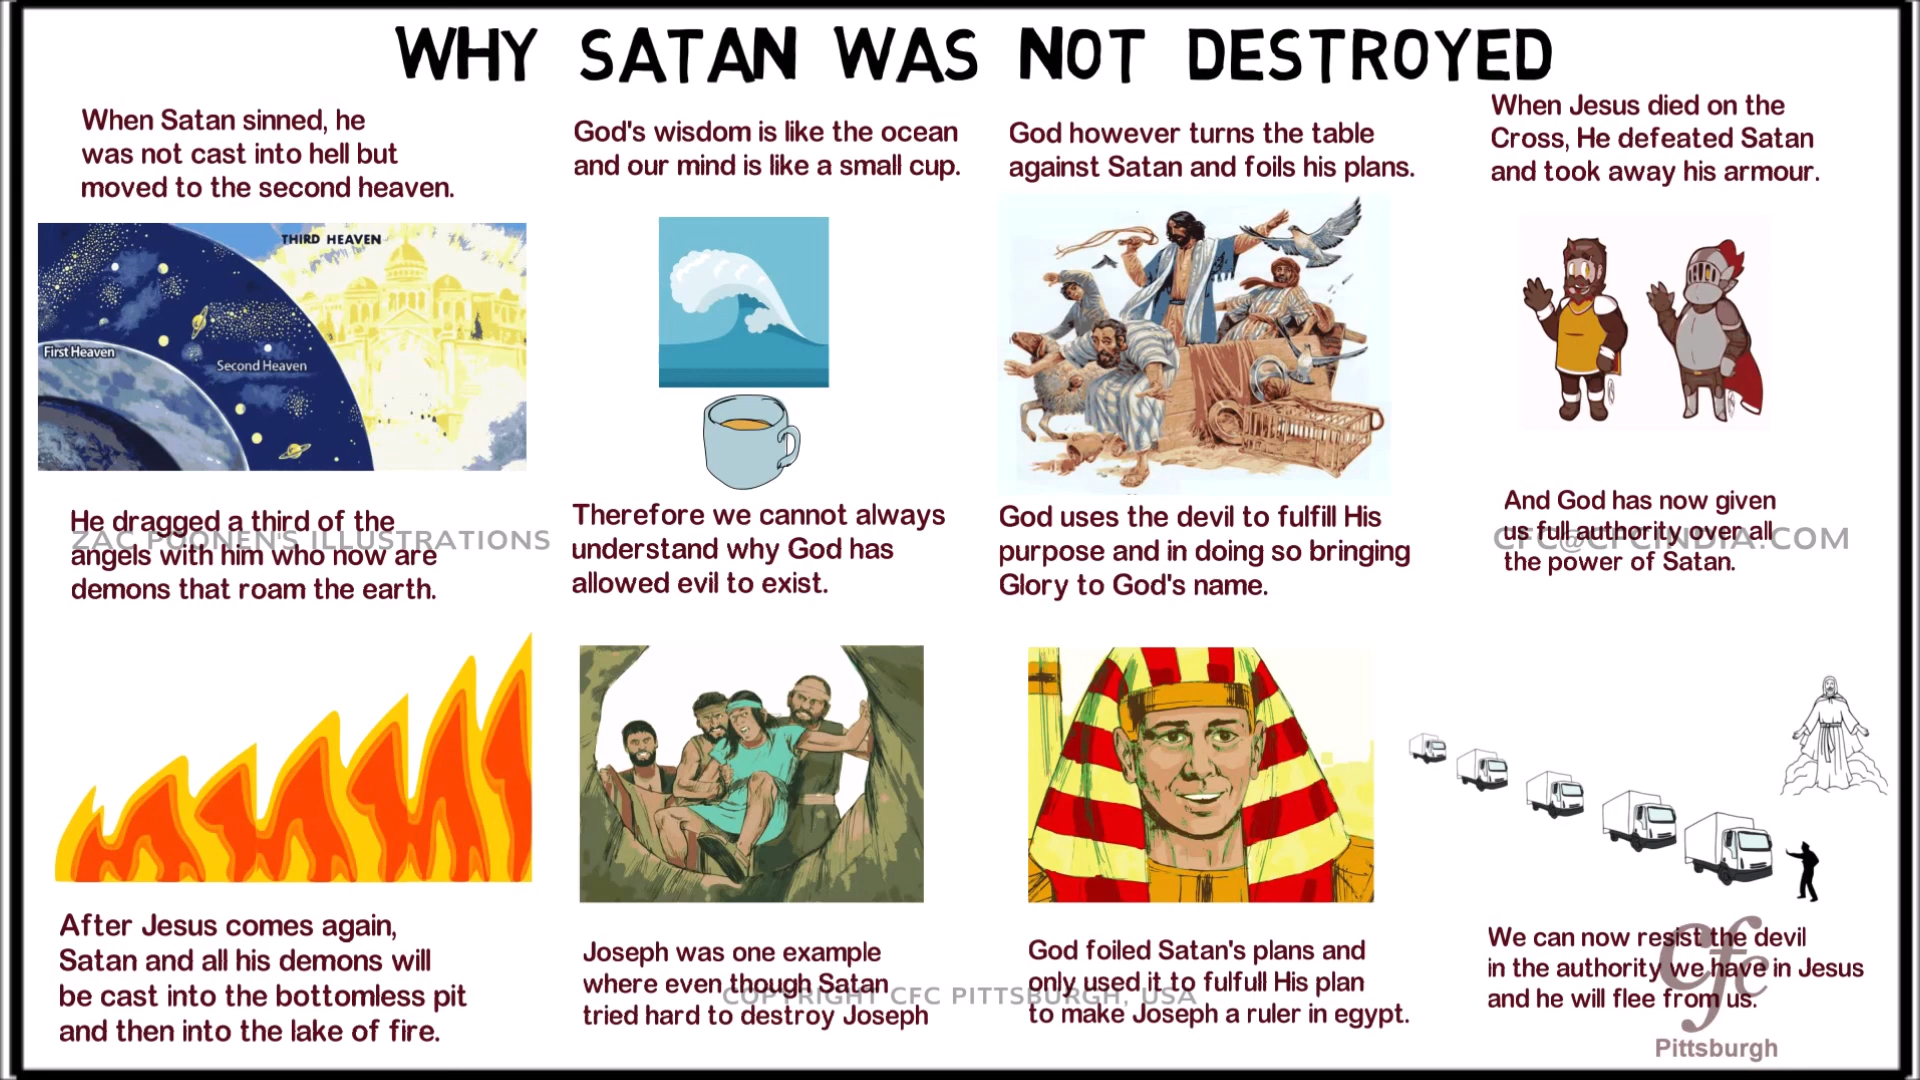 WHY SATAN WAS NOT DESTROYED
When Satan sinned, he
was not cast into hell but
moved to the second heaven.
THIRD HEAVEN
First Heaven
Second Heaven
He dragged a third of the
angels with him who now are
demons that roam the earth.
ZAC POONEN'S ILLUSTRATIONS
After Jesus comes again,
Satan and all his demons will
be cast into the bottomless pit
and then into the lake of fire.
God's wisdom is like the ocean
and our mind is like a small cup.
Therefore we cannot always
understand why God has
allowed evil to exist.
Joseph was one example
where even though Satan
tried hard to destroy Joseph
COPYRIGHT CFC PITTSBURGH, USA
God however turns the table
against Satan and foils his plans.
God uses the devil to fulfill His
purpose and in doing so bringing
Glory to God's name.
God foiled Satan's plans and
only used it to fulfull His plan
to make Joseph a ruler in egypt.
When Jesus died on the
Cross, He defeated Satan
and took away his armour.
And God has now given
us full authority over all
the power of Satan.
CFC@CFCINDIA.COM
We can now resist the devil
in the authority we have in Jesus
and he will flee from us.
cfc
Pittsburgh